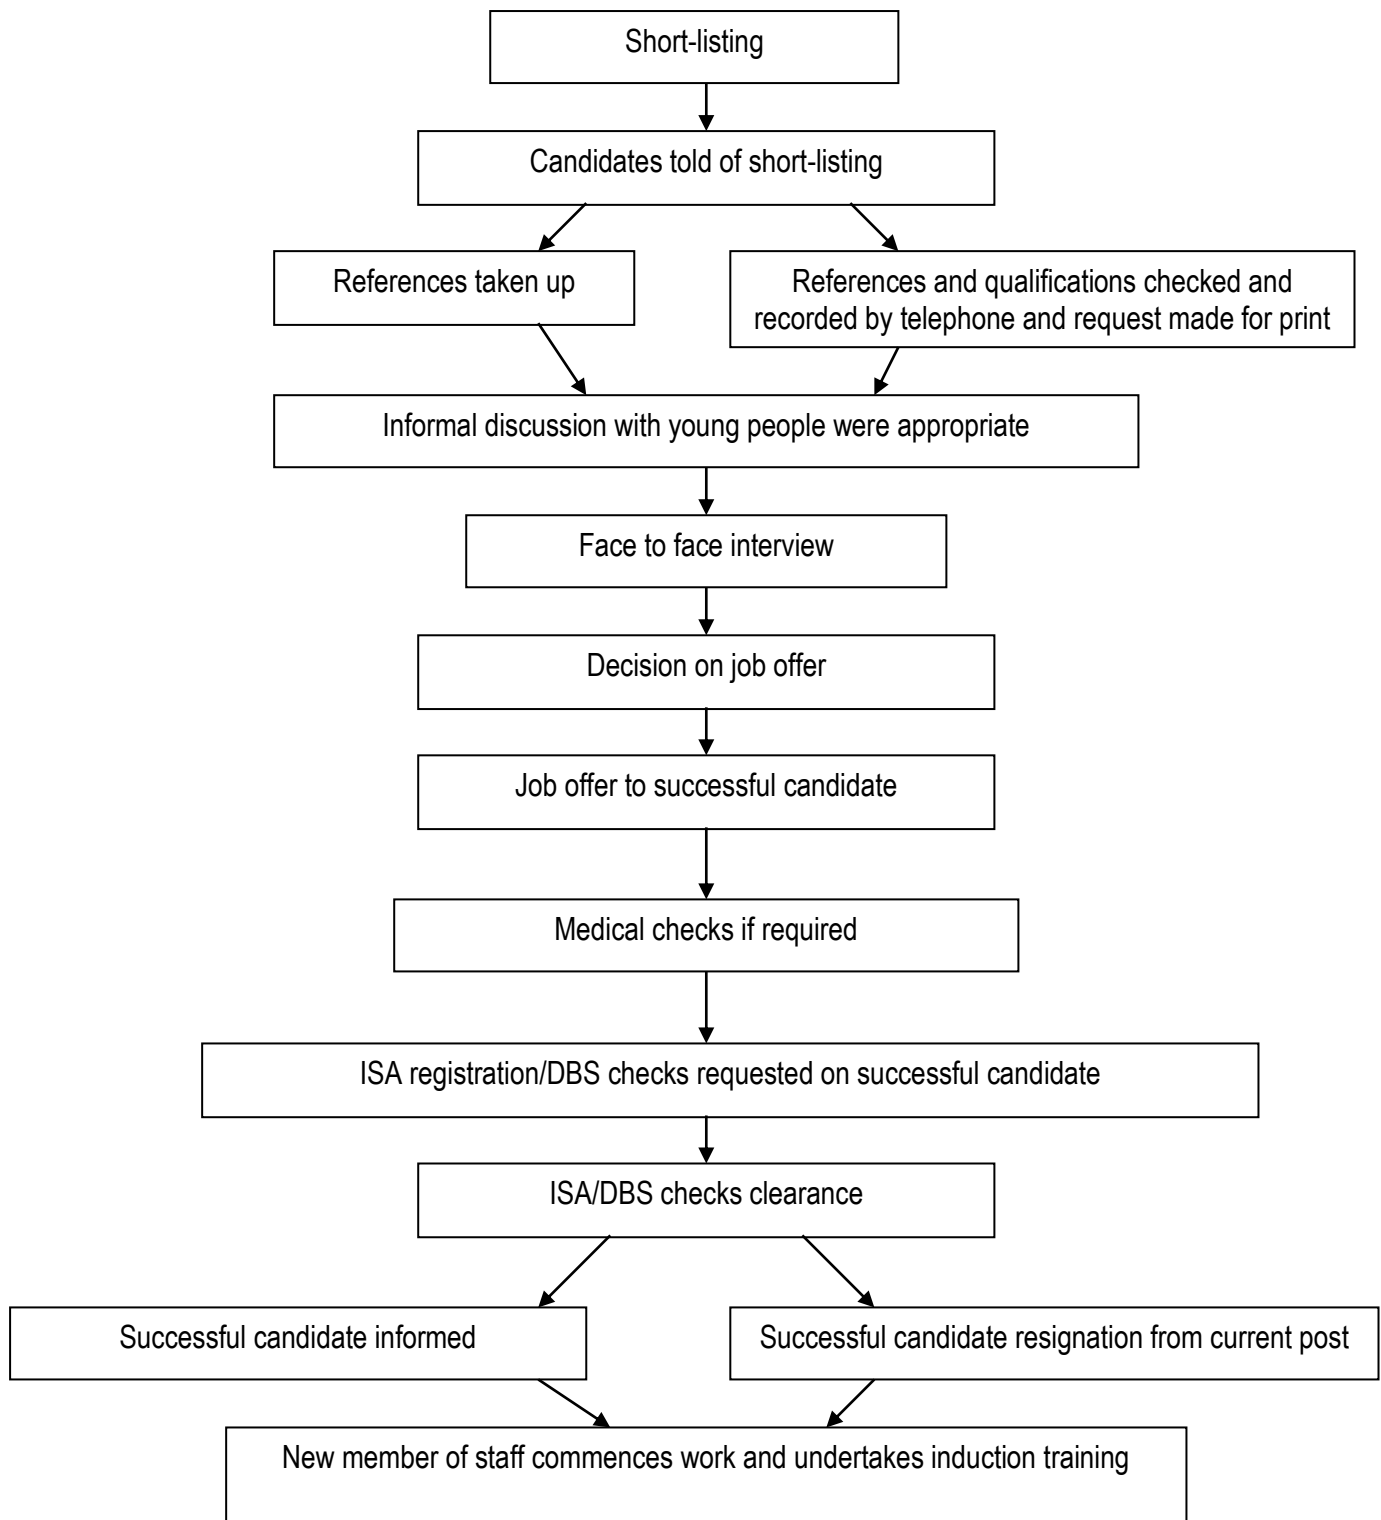 Short-listing
Candidates told of short-listing
References taken up
References and qualifications checked and
recorded by telephone and request made for print
Informal discussion with young people were appropriate
Face to face interview
Decision on job offer
Job offer to successful candidate
Medical checks if required
ISA registration/DBS checks requested on successful candidate
ISA/DBS checks clearance
Successful candidate informed
Successful candidate resignation from current post
New member of staff commences work and undertakes induction training